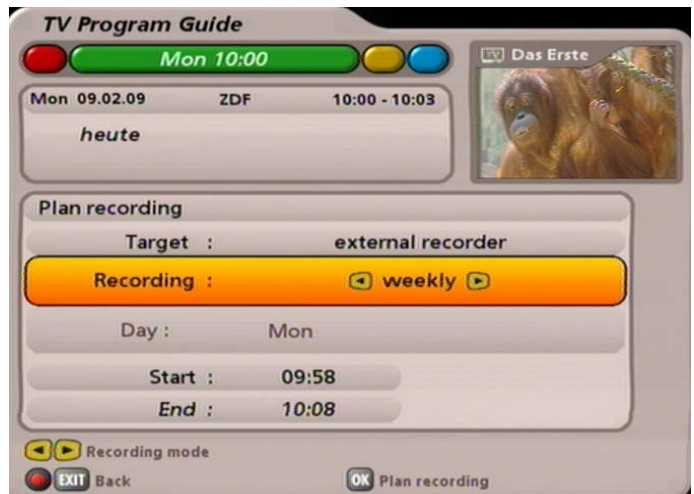 TV Program Guide
Mon 10:00
TV Das Erste
Mon 09.02.09 ZDF 10:00 - 10:03
heute
Plan recording
Target : external recorder
Recording : weekly
Day : Mon
Start : 09:58
End : 10:08
Recording mode
EXIT Back OK Plan recording